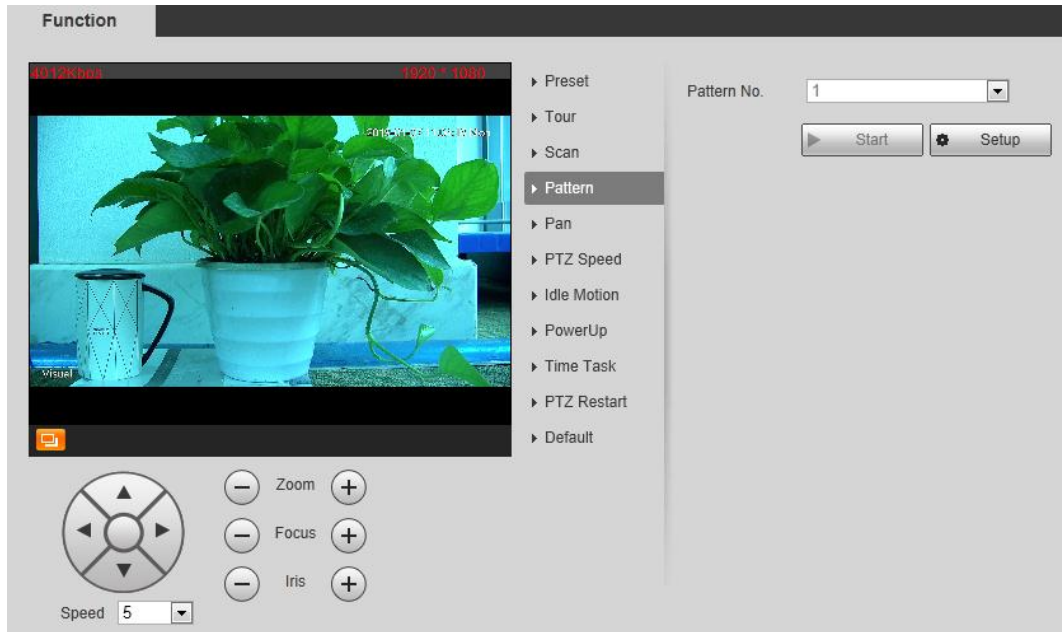 Function
4012Kbps 1920 * 1080
Visual
Preset
Tour
Scan
Pattern
Pan
PTZ Speed
Idle Motion
PowerUp
Time Task
PTZ Restart
Default
Pattern No. 1
Start Setup
Zoom
Focus
Iris
Speed 5